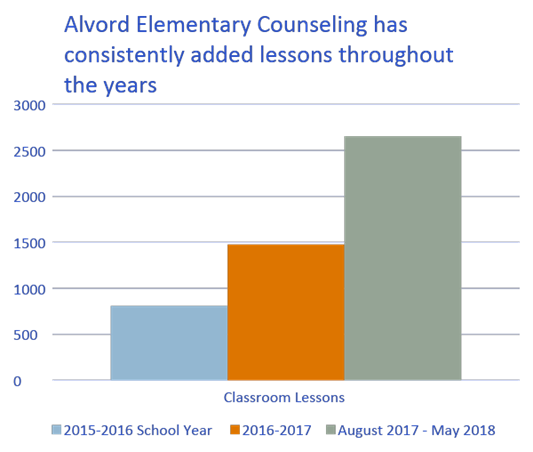 Alvord Elementary Counseling has
consistently added lessons throughout
the years
3000
2500
2000
1500
1000
500
0
Classroom Lessons
2015-2016 School Year 2016-2017 August 2017 - May 2018